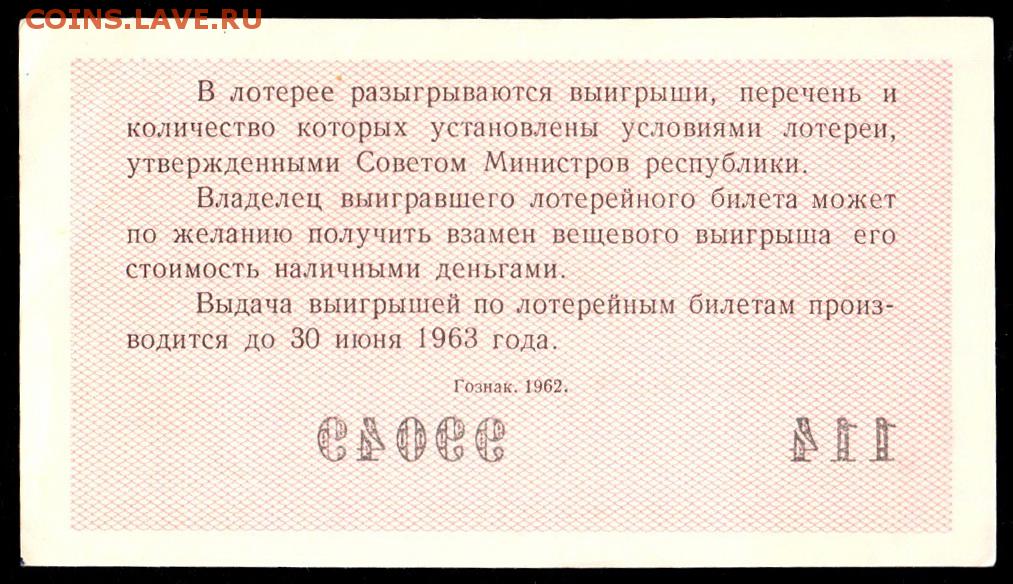 COINS.LAVE.RU
В лотерее разыгрываются выигрыши, перечень и
количество которых установлены условиями лотереи,
утвержденными Советом Министров республики.
Владелец выигравшего лотерейного билета может
по желанию получить взамен вещевого выигрыша его
стоимость наличными деньгами.
Выдача выигрышей по лотерейным билетам произ-
водится до 30 июня 1963 года.
Гознак. 1962.
99049 114